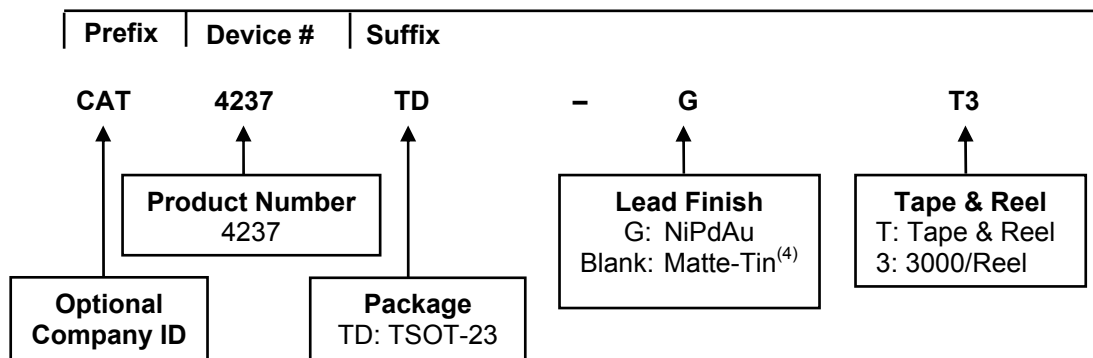 Prefix Device # Suffix
CAT 4237 TD – G T3
Product Number
4237
Lead Finish
G: NiPdAu
Blank: Matte-Tin(4)
Tape & Reel
T: Tape & Reel
3: 3000/Reel
Optional
Company ID
Package
TD: TSOT-23